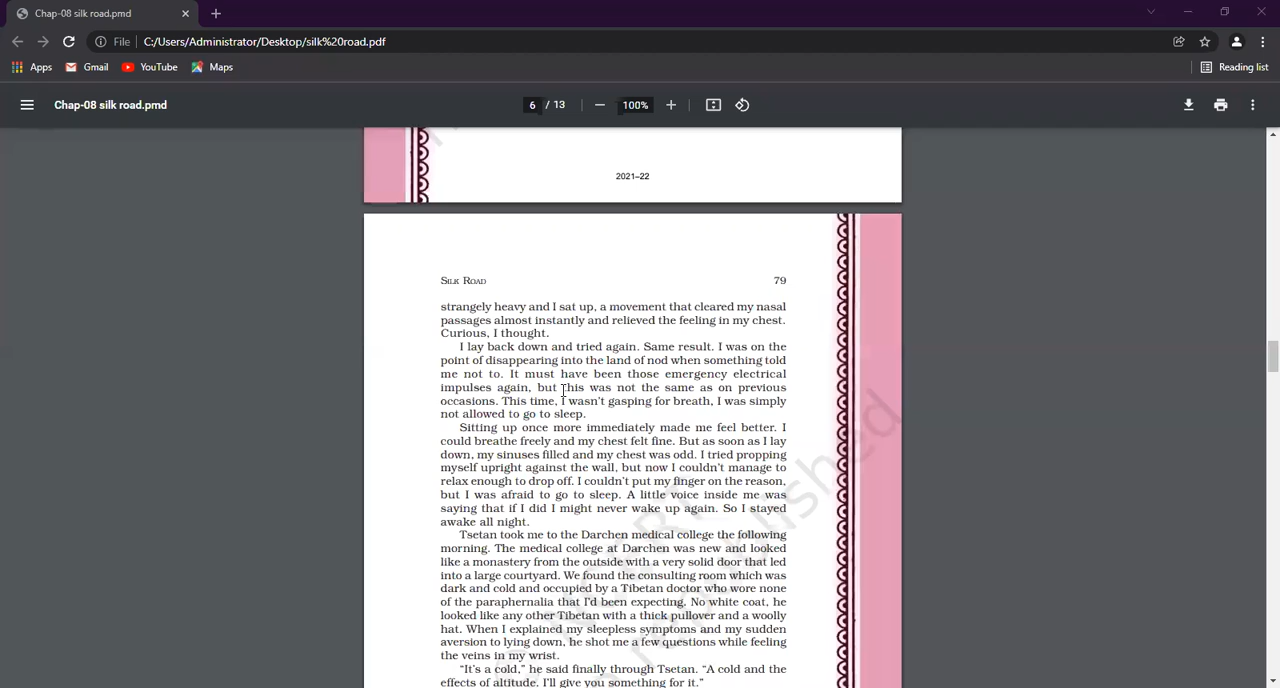 Chap-08 silk road.pmd
File C:/Users/Administrator/Desktop/silk%20road.pdf
Apps Gmail YouTube Maps Reading list
Chap-08 silk road.pmd 6 / 13 100%
2021–22
SILK ROAD 79
strangely heavy and I sat up, a movement that cleared my nasal
passages almost instantly and relieved the feeling in my chest.
Curious, I thought.
I lay back down and tried again. Same result. I was on the
point of disappearing into the land of nod when something told
me not to. It must have been those emergency electrical
impulses again, but this was not the same as on previous
occasions. This time, I wasn't gasping for breath, I was simply
not allowed to go to sleep.
Sitting up once more immediately made me feel better. I
could breathe freely and my chest felt fine. But as soon as I lay
down, my sinuses filled and my chest was odd. I tried propping
myself upright against the wall, but now I couldn't manage to
relax enough to drop off. I couldn't put my finger on the reason,
but I was afraid to go to sleep. A little voice inside me was
saying that if I did I might never wake up again. So I stayed
awake all night.
Tsetan took me to the Darchen medical college the following
morning. The medical college at Darchen was new and looked
like a monastery from the outside with a very solid door that led
into a large courtyard. We found the consulting room which was
dark and cold and occupied by a Tibetan doctor who wore none
of the paraphernalia that I'd been expecting. No white coat, he
looked like any other Tibetan with a thick pullover and a woolly
hat. When I explained my sleepless symptoms and my sudden
aversion to lying down, he shot me a few questions while feeling
the veins in my wrist.
“It's a cold,” he said finally through Tsetan. “A cold and the
effects of altitude. I'll give you something for it.”